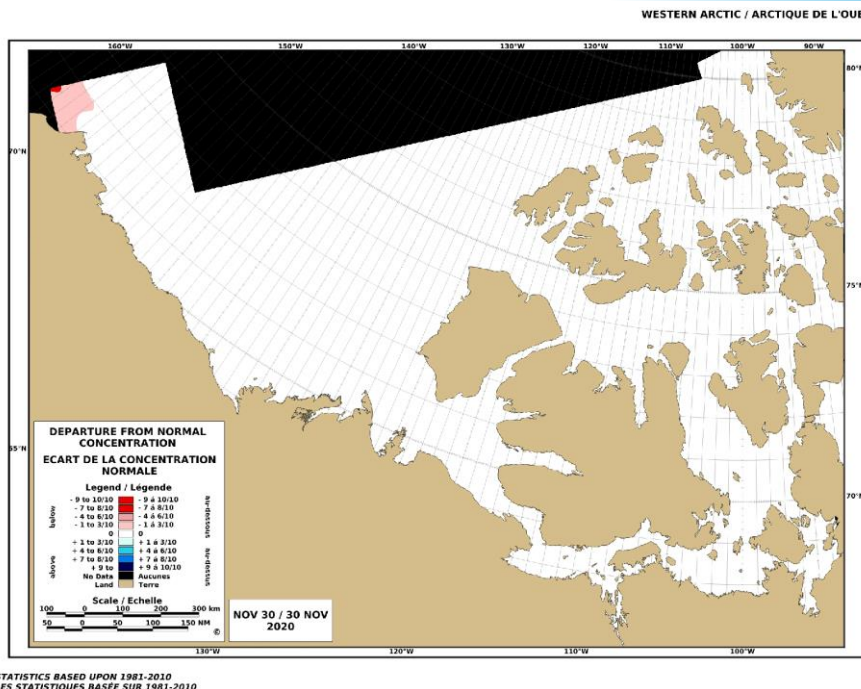 WESTERN ARCTIC / ARCTIQUE DE L'OUE
160°W 150°W 140°W 130°W 120°W 110°W 100°W 90°W
80°N
70°N
75°N
65°N
70°N
DEPARTURE FROM NORMAL
CONCENTRATION
ECART DE LA CONCENTRATION
NORMALE
Legend / Légende
below
au-dessous
- 9 to 10/10 - 9 à 10/10
- 7 to 8/10 - 7 à 8/10
- 4 to 6/10 - 4 à 6/10
- 1 to 3/10 - 1 à 3/10
0 0
above
au-dessus
+ 1 to 3/10 + 1 à 3/10
+ 4 to 6/10 + 4 à 6/10
+ 7 to 8/10 + 7 à 8/10
+ 9 to + 9 à 10/10
No Data Aucunes
Land Terre
Scale / Echelle
100 0 100 200 300 km
50 0 50 100 150 NM
©
NOV 30 / 30 NOV
2020
130°W 120°W 110°W 100°W
STATISTICS BASED UPON 1981-2010
LES STATISTIQUES BASÉE SUR 1981-2010